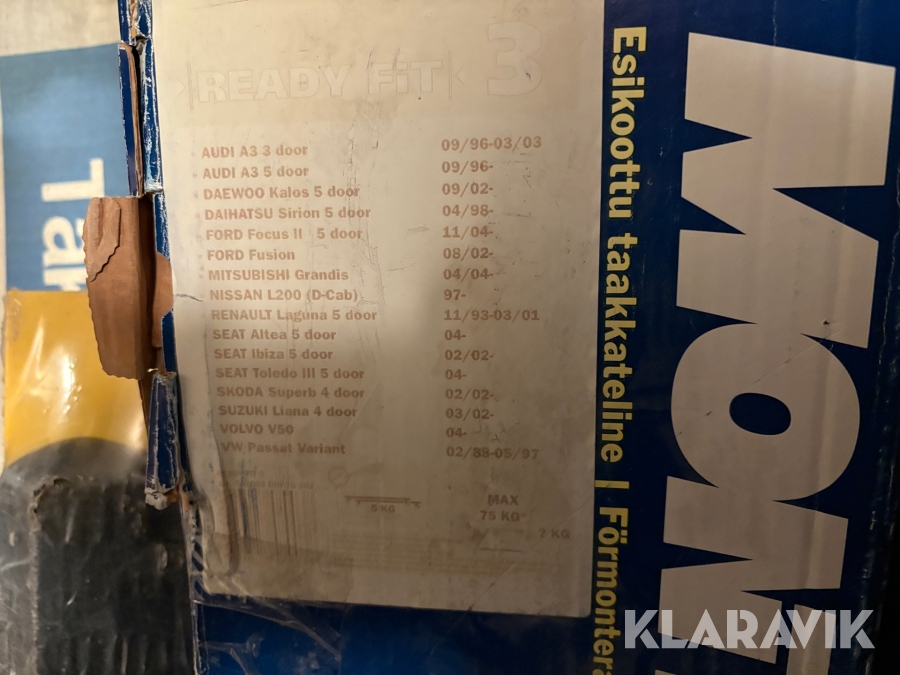 READY FiT 3
AUDI A3 3 door 09/96-03/03
AUDI A3 5 door 09/96-
DAEWOO Kalos 5 door 09/02-
DAIHATSU Sirion 5 door 04/98-
FORD Focus II 5 door 11/04-
FORD Fusion 08/02-
MITSUBISHI Grandis 04/04-
NISSAN L200 (D-Cab) 97-
RENAULT Laguna 5 door 11/93-03/01
SEAT Altea 5 door 04-
SEAT Ibiza 5 door 02/02-
SEAT Toledo III 5 door 04-
SKODA Superb 4 door 02/02-
SUZUKI Liana 4 door 03/02-
VOLVO V50 04-
VW Passat Variant 02/88-05/97
5 KG
MAX
75 KG
? KG
Esikoottu taakkateline | Förmontera
MOM
Tak
KLARAVIK